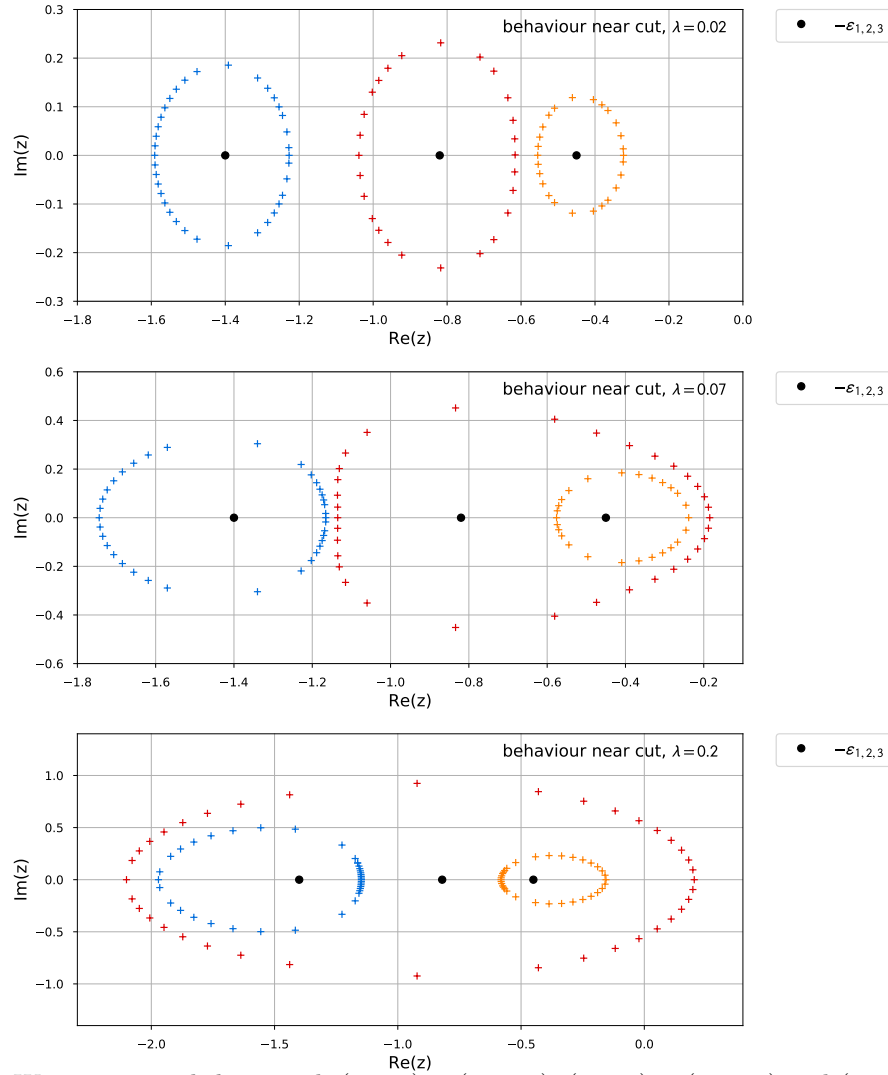 behaviour near cut, λ=0.02
−ε1,2,3
0.3
0.2
0.1
0.0
−0.1
−0.2
−0.3
Im(z)
−1.8 −1.6 −1.4 −1.2 −1.0 −0.8 −0.6 −0.4 −0.2 0.0
Re(z)
behaviour near cut, λ=0.07
−ε1,2,3
0.6
0.4
0.2
0.0
−0.2
−0.4
−0.6
Im(z)
−1.8 −1.6 −1.4 −1.2 −1.0 −0.8 −0.6 −0.4 −0.2
Re(z)
behaviour near cut, λ=0.2
−ε1,2,3
1.0
0.5
0.0
−0.5
−1.0
Im(z)
−2.0 −1.5 −1.0 −0.5 0.0
Re(z)